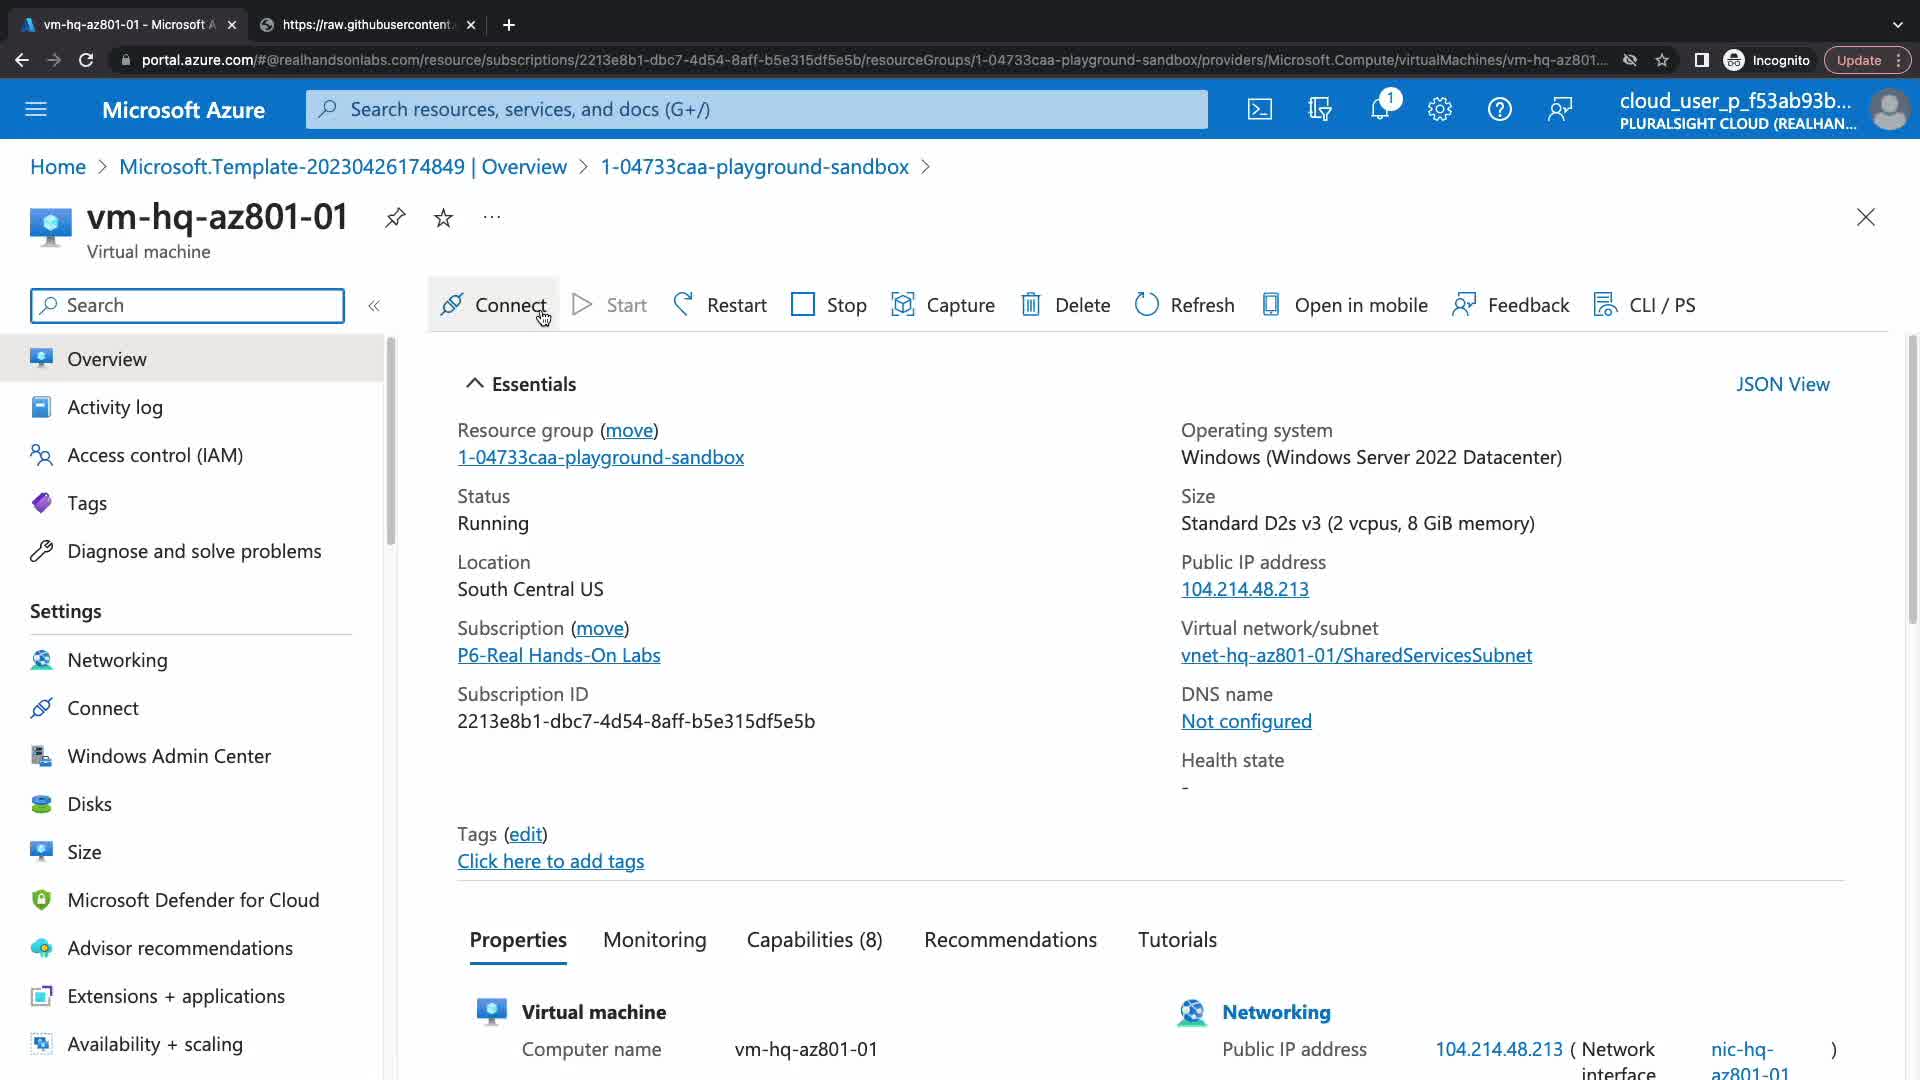 vm-hq-az801-01 - Microsoft A
https://raw.githubusercontent.
portal.azure.com/#@realhandsonlabs.com/resource/subscriptions/2213e8b1-dbc7-4d54-8aff-b5e315df5e5b/resourceGroups/1-04733caa-playground-sandbox/providers/Microsoft.Compute/virtualMachines/vm-hq-az801...
Incognito
Update
Microsoft Azure
Search resources, services, and docs (G+/)
1
cloud_user_p_f53ab93b...
PLURALSIGHT CLOUD (REALHAN...
Home > Microsoft.Template-20230426174849 | Overview > 1-04733caa-playground-sandbox >
vm-hq-az801-01
Virtual machine
Search
Connect Start Restart Stop Capture Delete Refresh Open in mobile Feedback CLI / PS
Overview
Activity log
Access control (IAM)
Tags
Diagnose and solve problems
Settings
Networking
Connect
Windows Admin Center
Disks
Size
Microsoft Defender for Cloud
Advisor recommendations
Extensions + applications
Availability + scaling
Essentials
JSON View
Resource group (move)
1-04733caa-playground-sandbox
Status
Running
Location
South Central US
Subscription (move)
P6-Real Hands-On Labs
Subscription ID
2213e8b1-dbc7-4d54-8aff-b5e315df5e5b
Operating system
Windows (Windows Server 2022 Datacenter)
Size
Standard D2s v3 (2 vcpus, 8 GiB memory)
Public IP address
104.214.48.213
Virtual network/subnet
vnet-hq-az801-01/SharedServicesSubnet
DNS name
Not configured
Health state
-
Tags (edit)
Click here to add tags
Properties Monitoring Capabilities (8) Recommendations Tutorials
Virtual machine
Computer name vm-hq-az801-01
Networking
Public IP address 104.214.48.213 ( Network nic-hq- )
interface az801-01